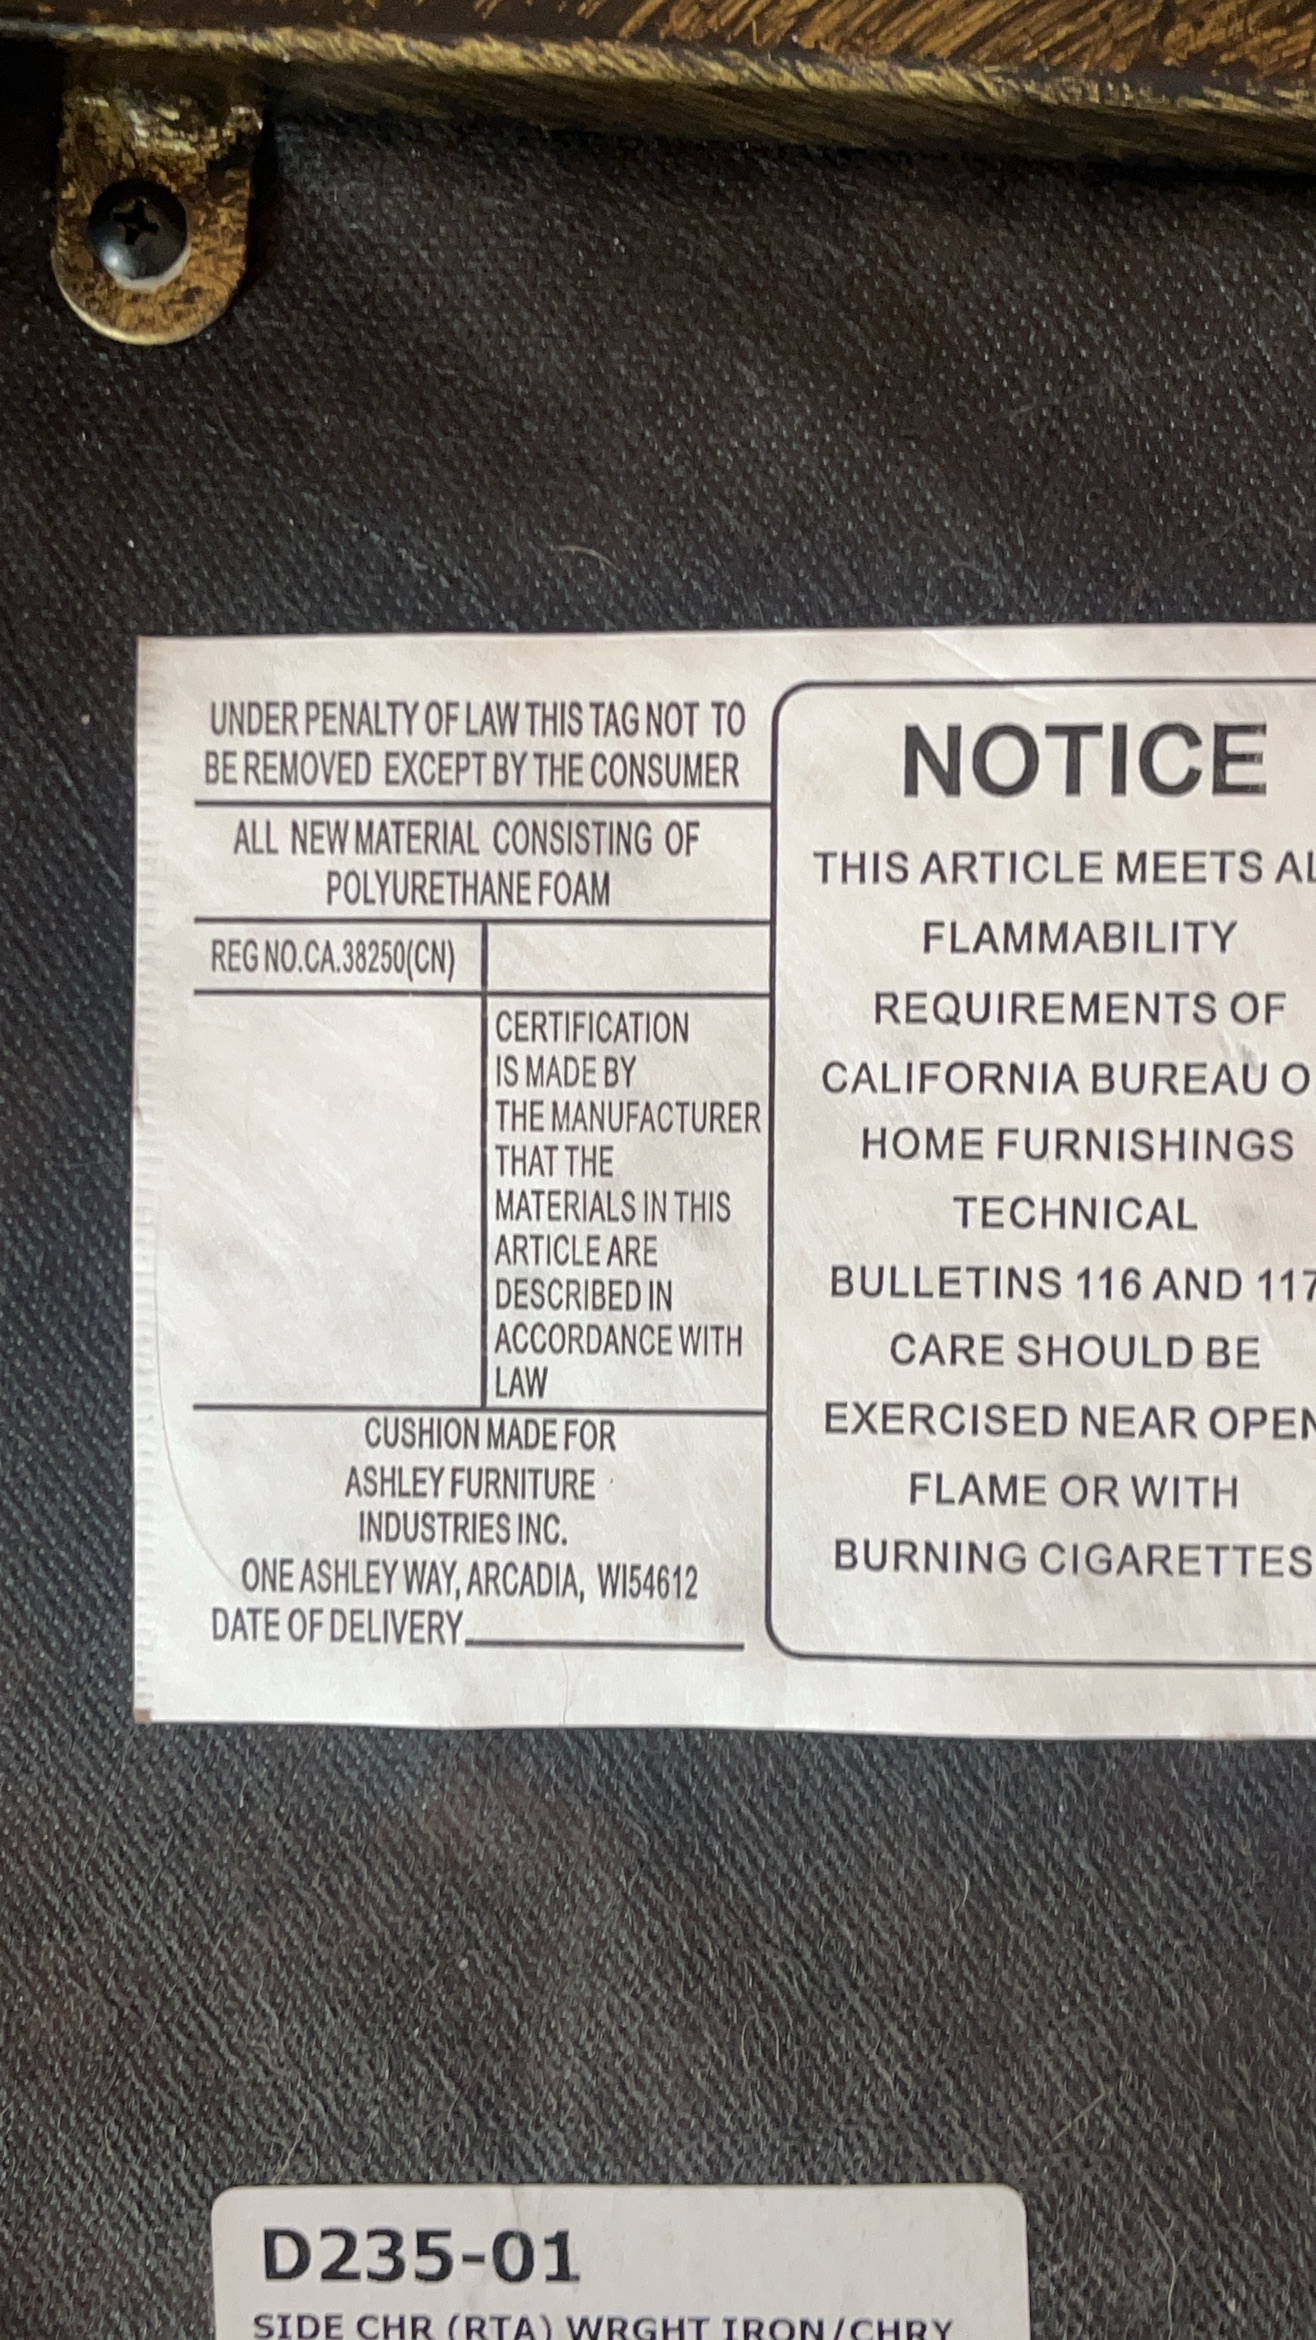 UNDER PENALTY OF LAW THIS TAG NOT TO
BE REMOVED EXCEPT BY THE CONSUMER
ALL NEW MATERIAL CONSISTING OF
POLYURETHANE FOAM
REG NO.CA.38250(CN)
CERTIFICATION
IS MADE BY
THE MANUFACTURER
THAT THE
MATERIALS IN THIS
ARTICLE ARE
DESCRIBED IN
ACCORDANCE WITH
LAW
CUSHION MADE FOR
ASHLEY FURNITURE
INDUSTRIES INC.
ONE ASHLEY WAY, ARCADIA, WI54612
DATE OF DELIVERY
NOTICE
THIS ARTICLE MEETS AL
FLAMMABILITY
REQUIREMENTS OF
CALIFORNIA BUREAU O
HOME FURNISHINGS
TECHNICAL
BULLETINS 116 AND 117
CARE SHOULD BE
EXERCISED NEAR OPEN
FLAME OR WITH
BURNING CIGARETTES
D235-01
SIDE CHR (RTA) WRGHT IRON/CHRY